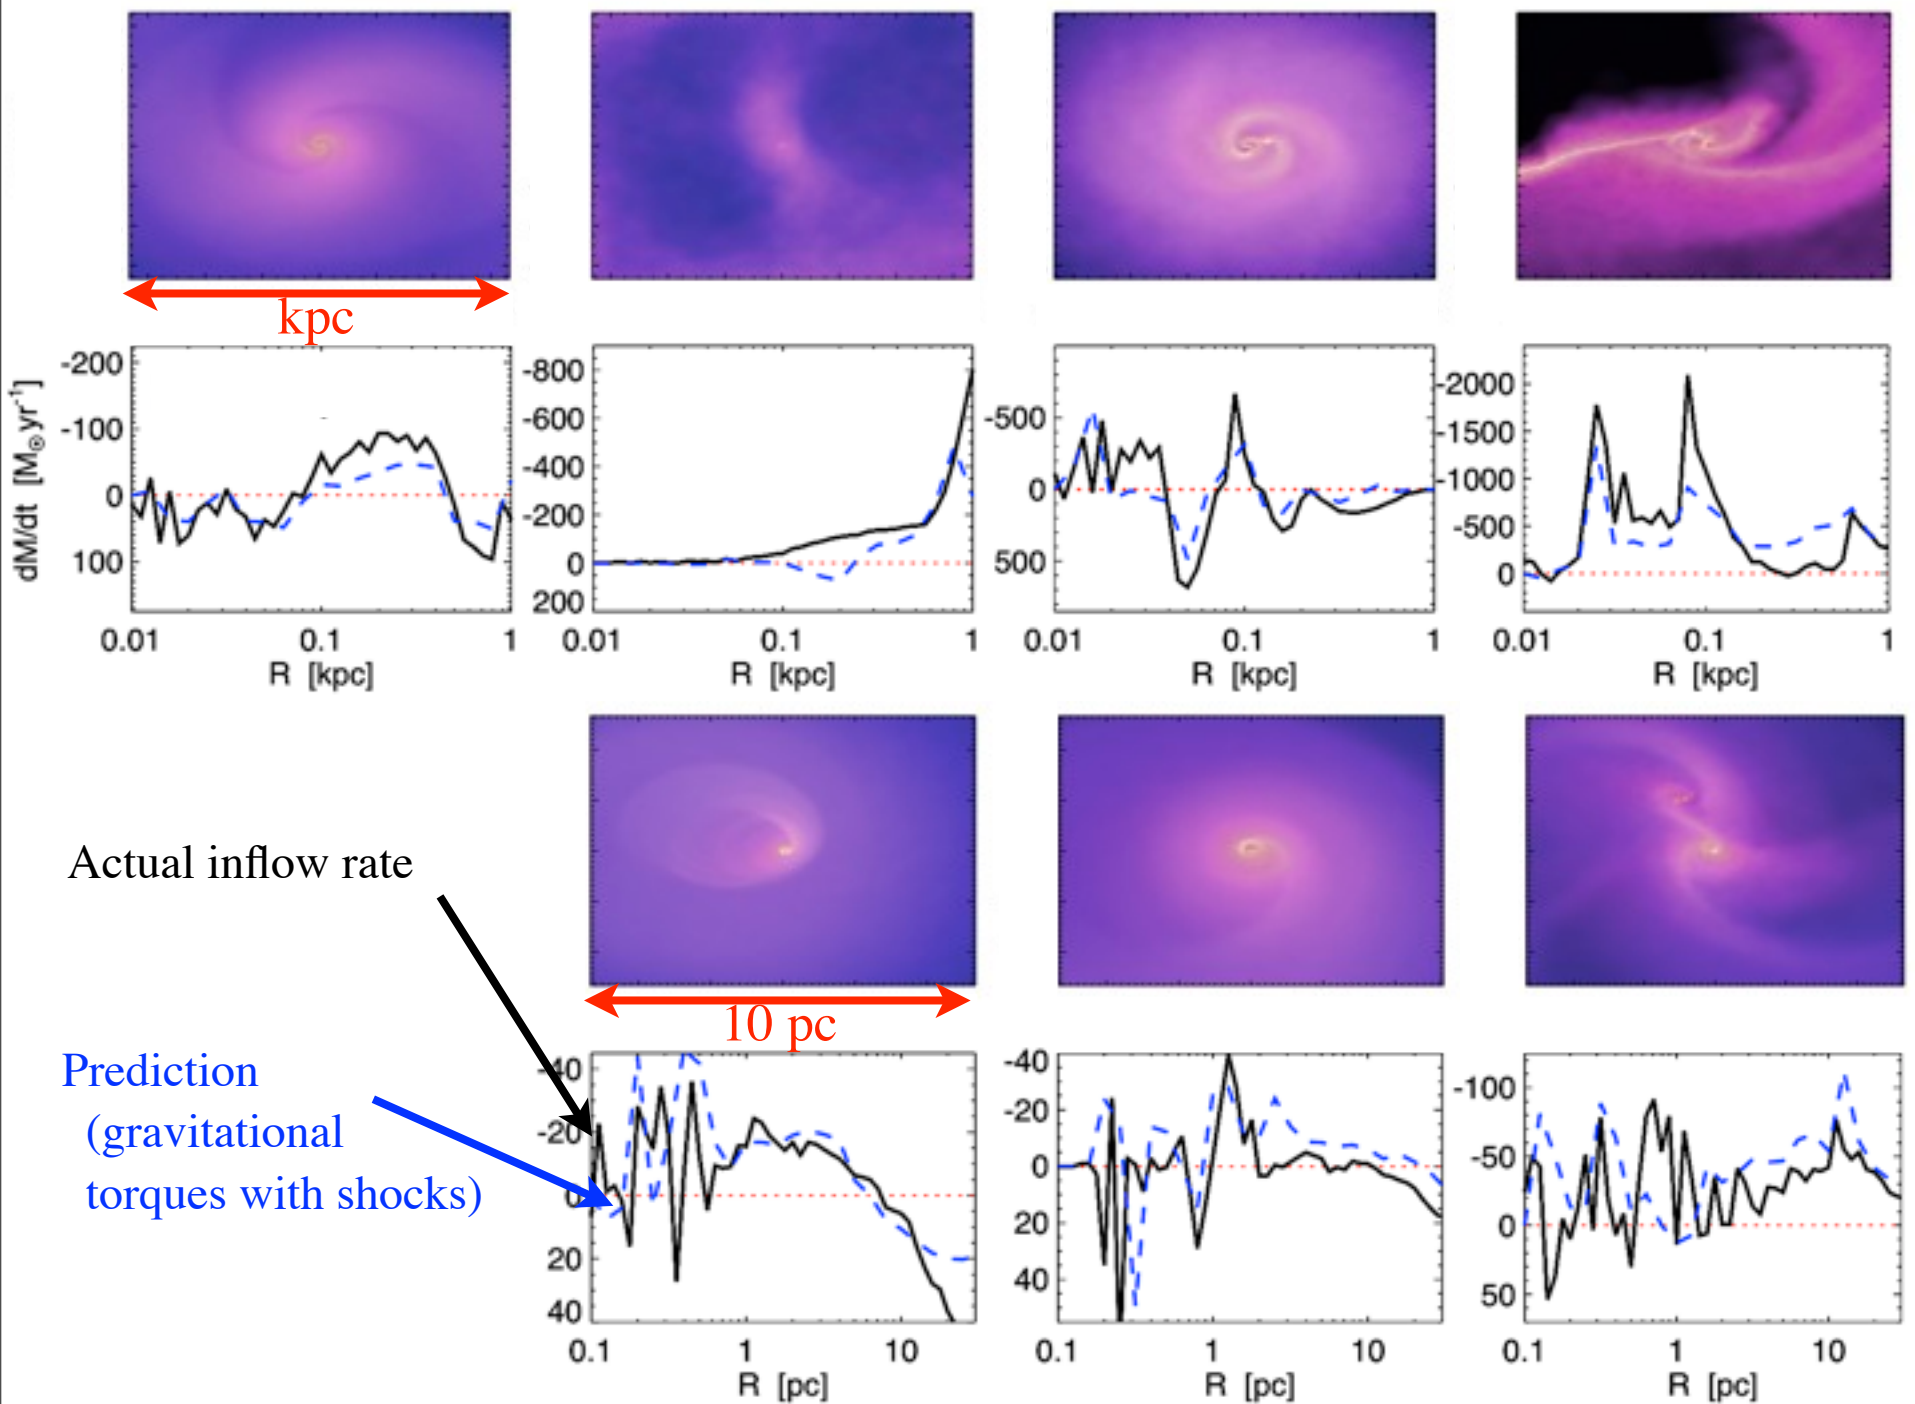 kpc
dM/dt [M⊙yr⁻¹]
-200
-100
0
100
0.01 0.1 1
R [kpc]
-800
-600
-400
-200
0
200
0.01 0.1 1
R [kpc]
-500
0
500
0.01 0.1 1
R [kpc]
-2000
-1500
-1000
-500
0
0.01 0.1 1
R [kpc]
10 pc
Actual inflow rate
Prediction
(gravitational
torques with shocks)
-40
-20
0
20
40
0.1 1 10
R [pc]
-40
-20
0
20
40
0.1 1 10
R [pc]
-100
-50
0
50
0.1 1 10
R [pc]